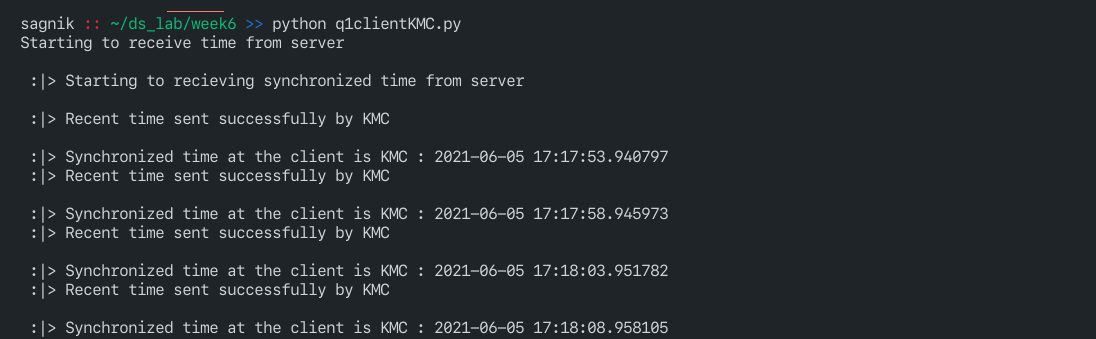 sagnik :: ~/ds_lab/week6 >> python q1clientKMC.py
Starting to receive time from server
:|> Starting to recieving synchronized time from server
:|> Recent time sent successfully by KMC
:|> Synchronized time at the client is KMC : 2021-06-05 17:17:53.940797
:|> Recent time sent successfully by KMC
:|> Synchronized time at the client is KMC : 2021-06-05 17:17:58.945973
:|> Recent time sent successfully by KMC
:|> Synchronized time at the client is KMC : 2021-06-05 17:18:03.951782
:|> Recent time sent successfully by KMC
:|> Synchronized time at the client is KMC : 2021-06-05 17:18:08.958105